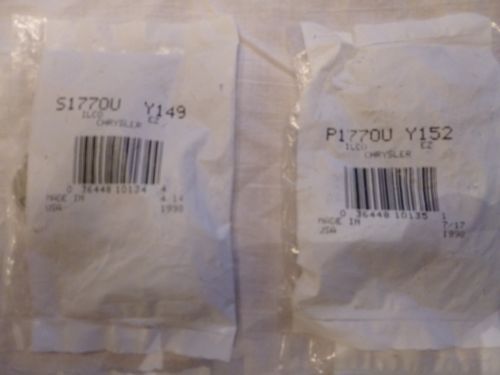 S1770U Y149
ILCO EZ
CHRYSLER
0 36448 10134 4
MADE IN 4 14
USA 1990
P1770U Y152
ILCO EZ
CHRYSLER
0 36448 10135 1
MADE IN 7/17
USA 1990